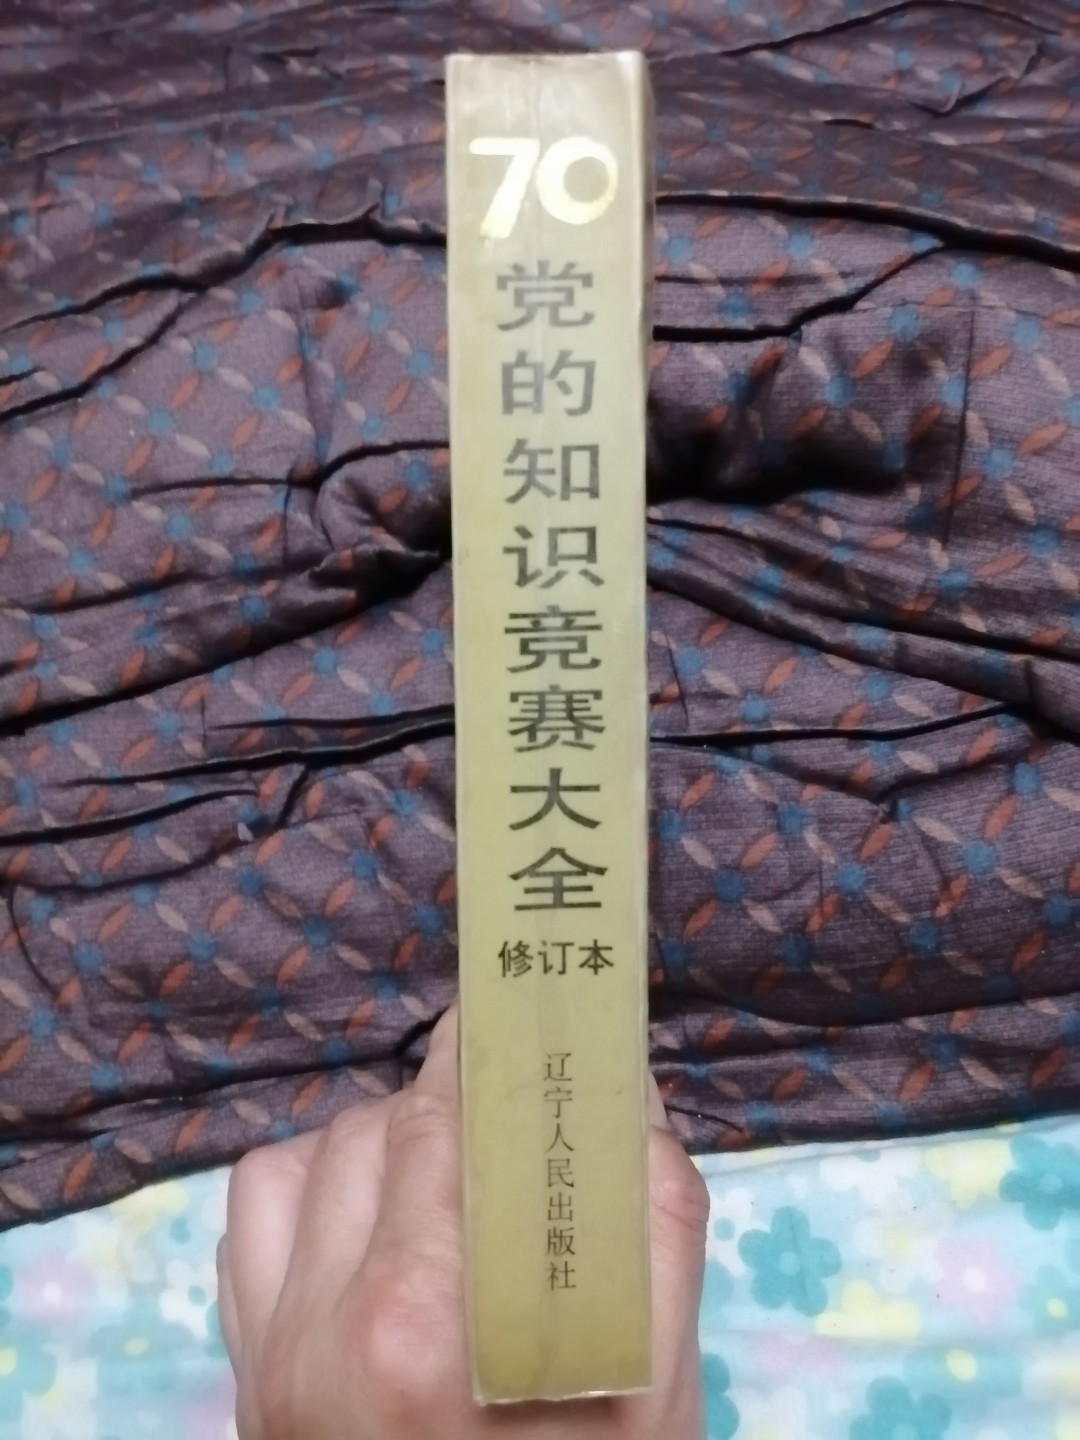 70
党的知识竞赛大全
修订本
辽宁人民出版社